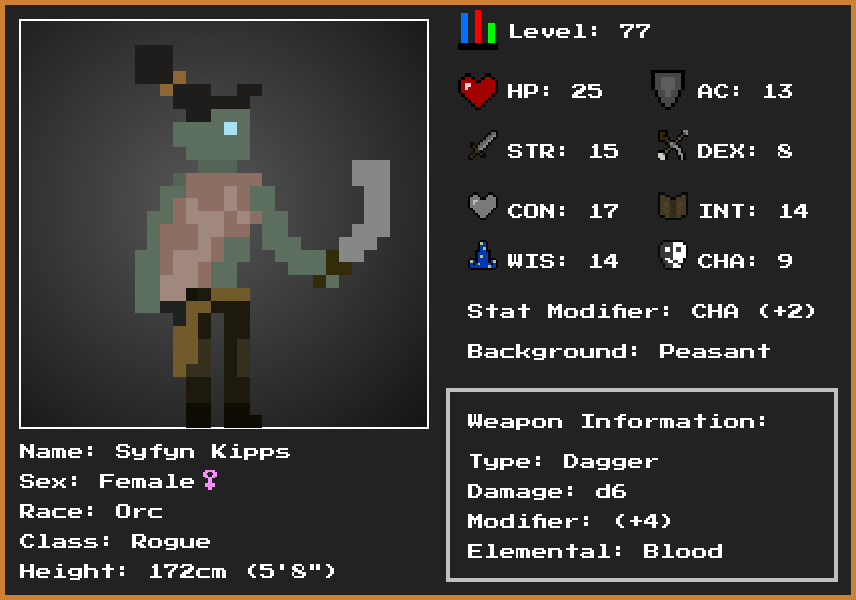 Level: 77
HP: 25
AC: 13
STR: 15
DEX: 8
CON: 17
INT: 14
WIS: 14
CHA: 9
Stat Modifier: CHA (+2)
Background: Peasant
Name: Syfyn Kipps
Sex: Female♀
Race: Orc
Class: Rogue
Height: 172cm (5'8")
Weapon Information:
Type: Dagger
Damage: d6
Modifier: (+4)
Elemental: Blood